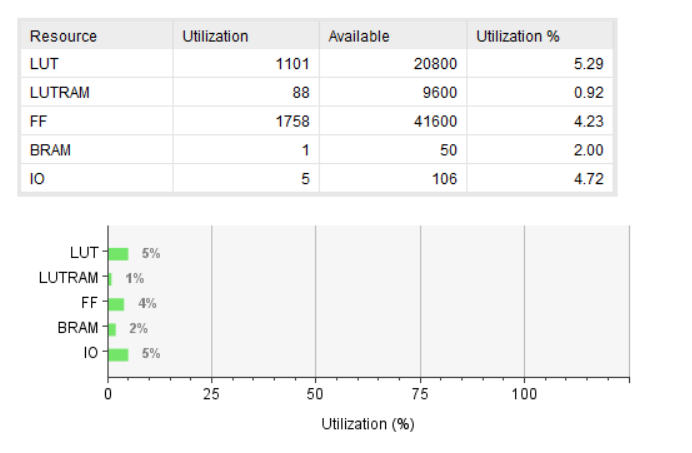 Resource Utilization Available Utilization %
LUT 1101 20800 5.29
LUTRAM 88 9600 0.92
FF 1758 41600 4.23
BRAM 1 50 2.00
IO 5 106 4.72
LUT 5%
LUTRAM 1%
FF 4%
BRAM 2%
IO 5%
0 25 50 75 100
Utilization (%)